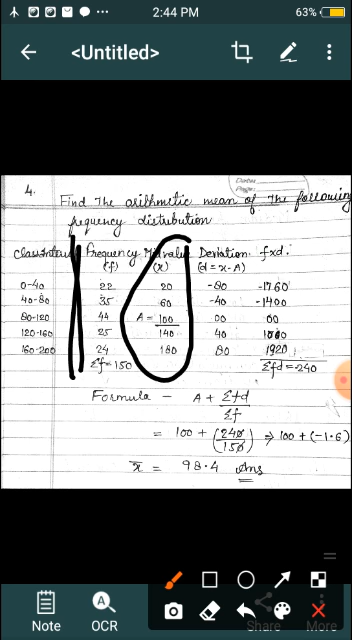 2:44 PM
63%
<Untitled>
4.
Find The arithmetic mean of The following
frequency distribution
Frequency Midvalue Deviation fxd.
(f) (x) (d = x - A)
0-40 22 20 -80 -1760
40-80 35 60 -40 -1400
80-120 44 A = 100 00 00
120-160 25 140 40 1000
160-200 24 180 80 1920
Σf = 150 Σfd = -240
Formula - A + Σfd
Σf
= 100 + (240/150) ⇒ 100 + (-1.6)
x̄ = 98.4 Ans
Note
OCR
Share
More